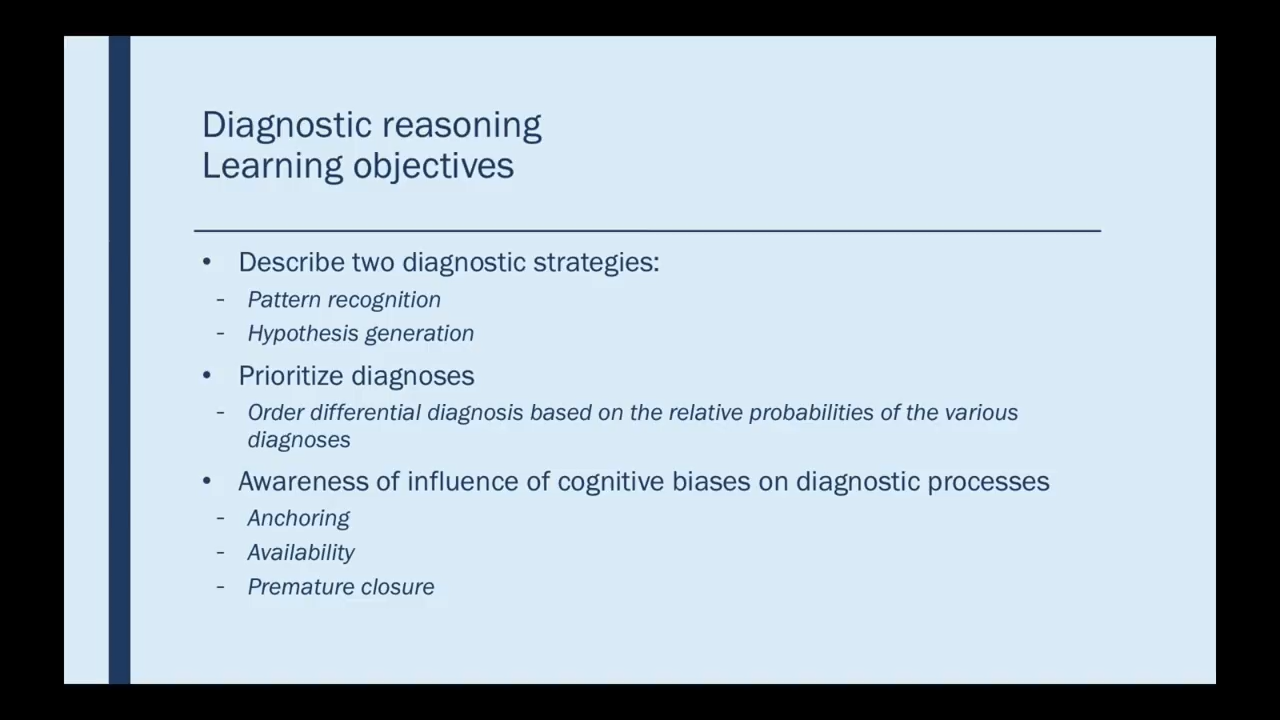 Diagnostic reasoning
Learning objectives
• Describe two diagnostic strategies:
- Pattern recognition
- Hypothesis generation
• Prioritize diagnoses
- Order differential diagnosis based on the relative probabilities of the various
diagnoses
• Awareness of influence of cognitive biases on diagnostic processes
- Anchoring
- Availability
- Premature closure